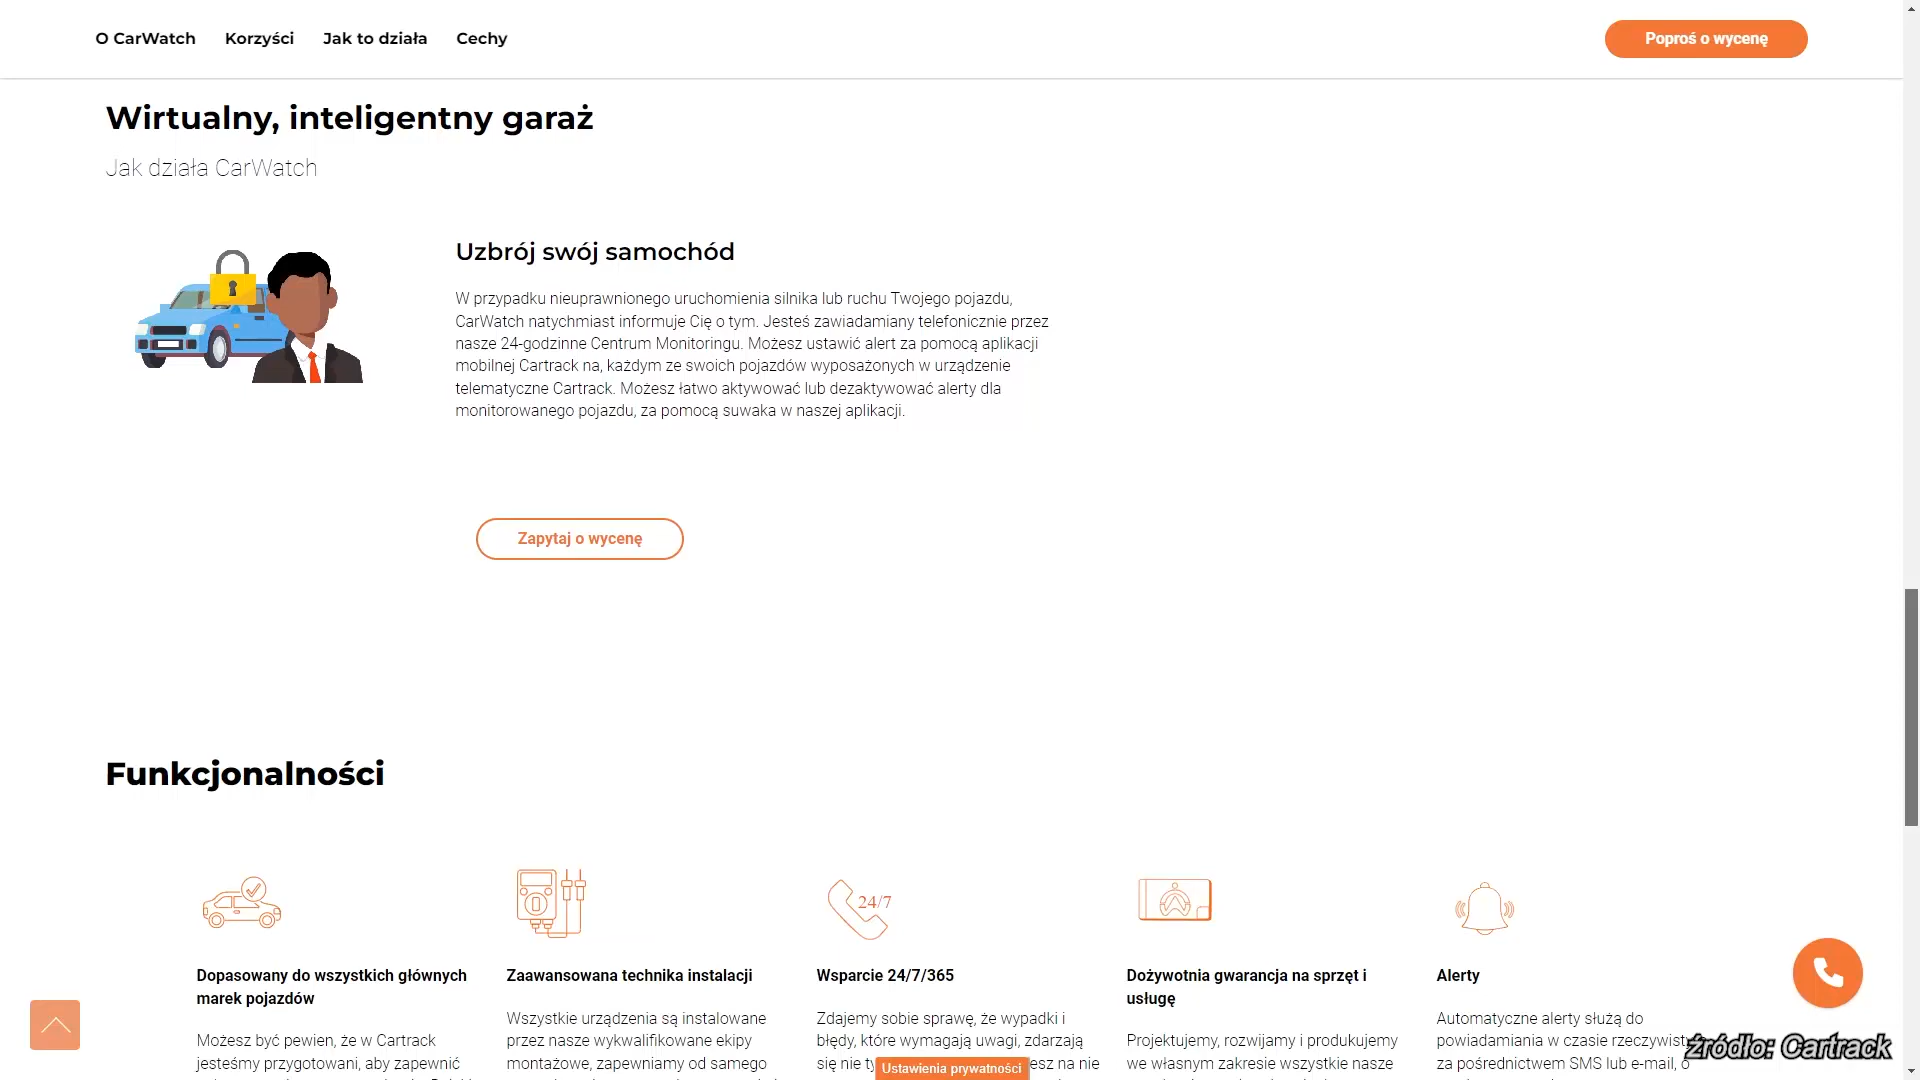 O CarWatch Korzyści Jak to działa Cechy Poproś o wycenę
Wirtualny, inteligentny garaż
Jak działa CarWatch
Uzbrój swój samochód
W przypadku nieuprawnionego uruchomienia silnika lub ruchu Twojego pojazdu,
CarWatch natychmiast informuje Cię o tym. Jesteś zawiadamiany telefonicznie przez
nasze 24-godzinne Centrum Monitoringu. Możesz ustawić alert za pomocą aplikacji
mobilnej Cartrack na, każdym ze swoich pojazdów wyposażonych w urządzenie
telematyczne Cartrack. Możesz łatwo aktywować lub dezaktywować alerty dla
monitorowanego pojazdu, za pomocą suwaka w naszej aplikacji.
Zapytaj o wycenę
Funkcjonalności
Dopasowany do wszystkich głównych
marek pojazdów
Możesz być pewien, że w Cartrack
jesteśmy przygotowani, aby zapewnić
Zaawansowana technika instalacji
Wszystkie urządzenia są instalowane
przez nasze wykwalifikowane ekipy
montażowe, zapewniamy od samego
24/7
Wsparcie 24/7/365
Zdajemy sobie sprawę, że wypadki i
błędy, które wymagają uwagi, zdarzają
się nie na nie
Dożywotnia gwarancja na sprzęt i
usługę
Projektujemy, rozwijamy i produkujemy
we własnym zakresie wszystkie nasze
Alerty
Automatyczne alerty służą do
powiadamiania w czasie
za pośrednictwem SMS lub e-mail, o
Ustawienia prywatności
źródło: Cartrack